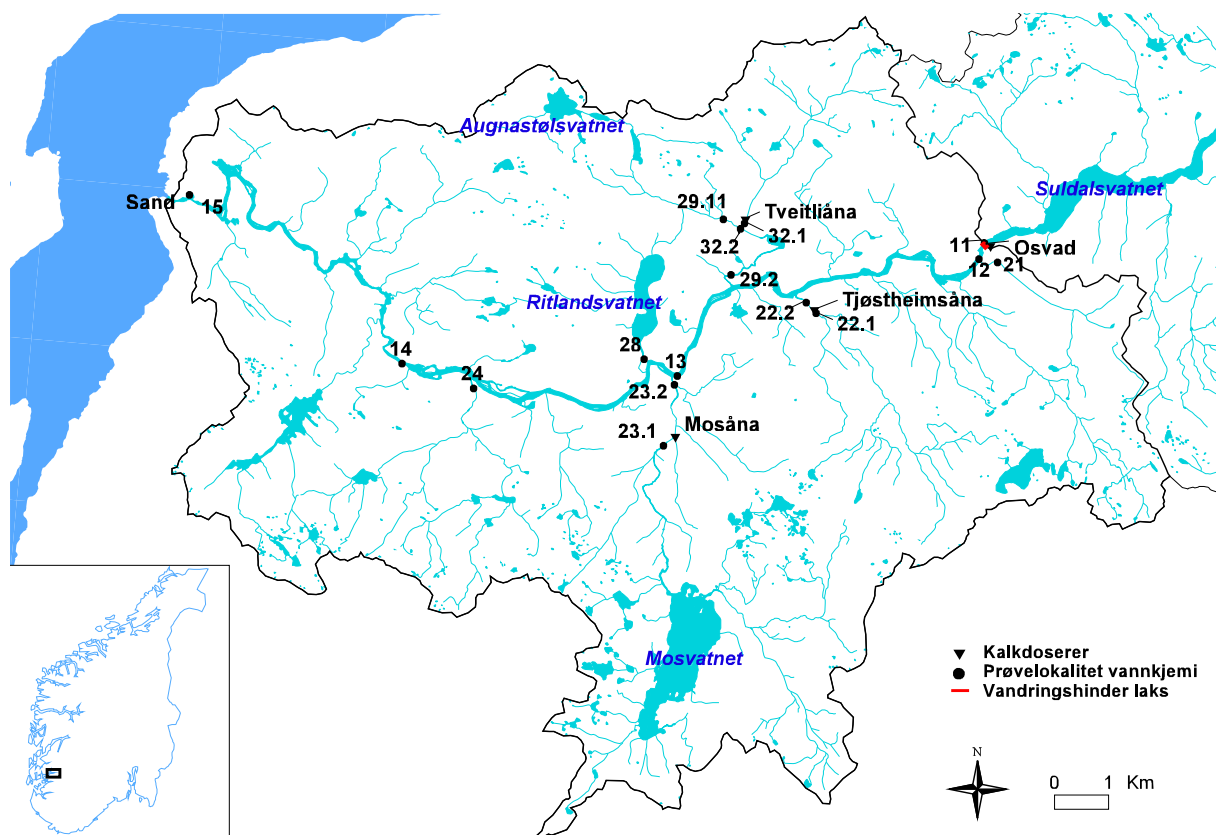 Augnastølsvatnet
Suldalsvatnet
Sand
15
29.11
Tveitliåna
32.1
32.2
11
Osvad
12
21
29.2
Ritlandsvatnet
Tjøstheimsåna
22.2
22.1
14
24
28
13
23.2
23.1
Mosåna
Mosvatnet
Kalkdoserer
Prøvelokalitet vannkjemi
Vandringshinder laks
N
0 1 Km